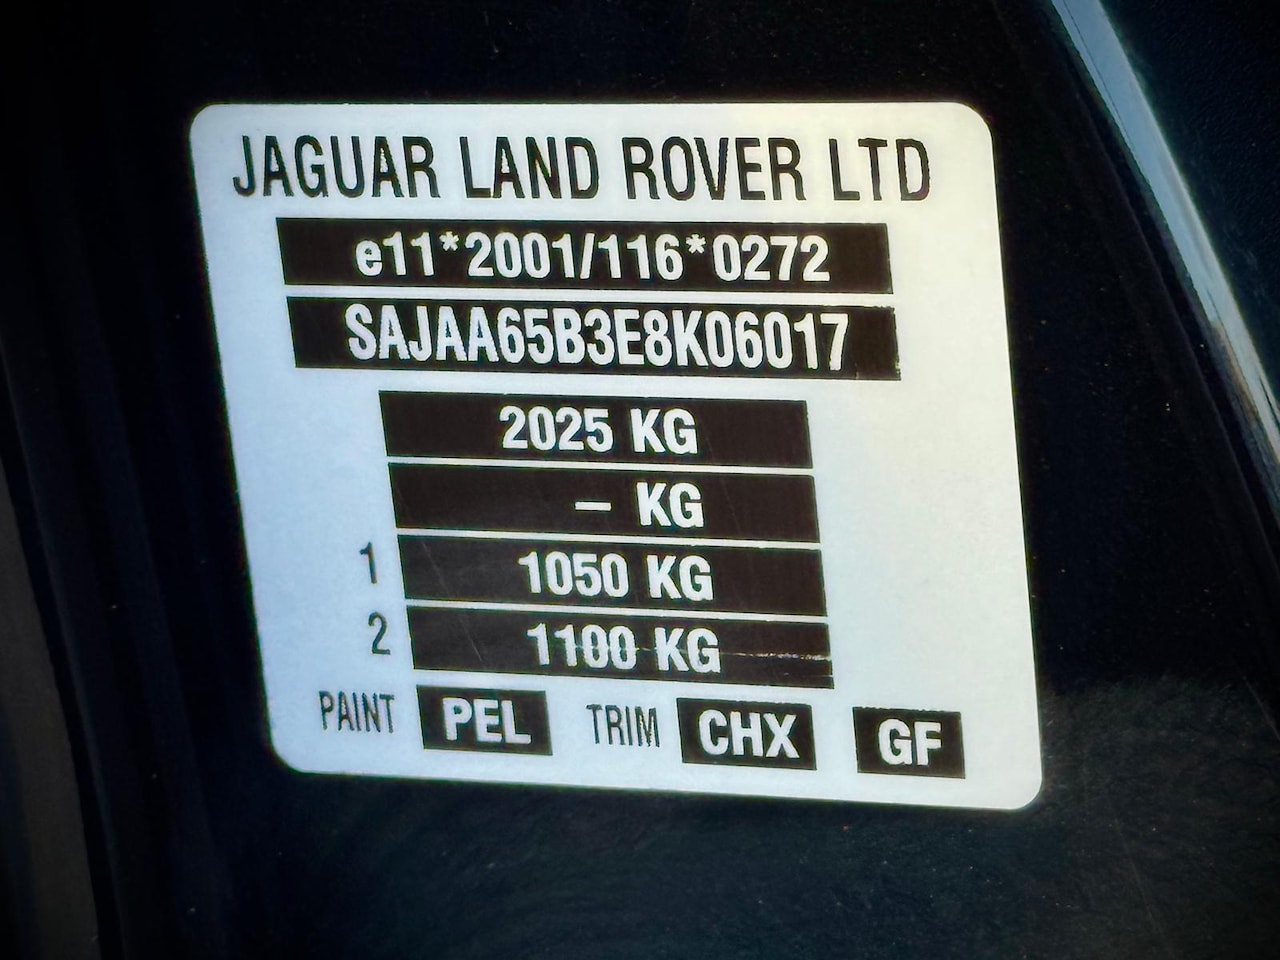 JAGUAR LAND ROVER LTD
e11*2001/116*0272
SAJAA65B3E8K06017
2025 KG
– KG
1 1050 KG
2 1100 KG
PAINT PEL TRIM CHX GF